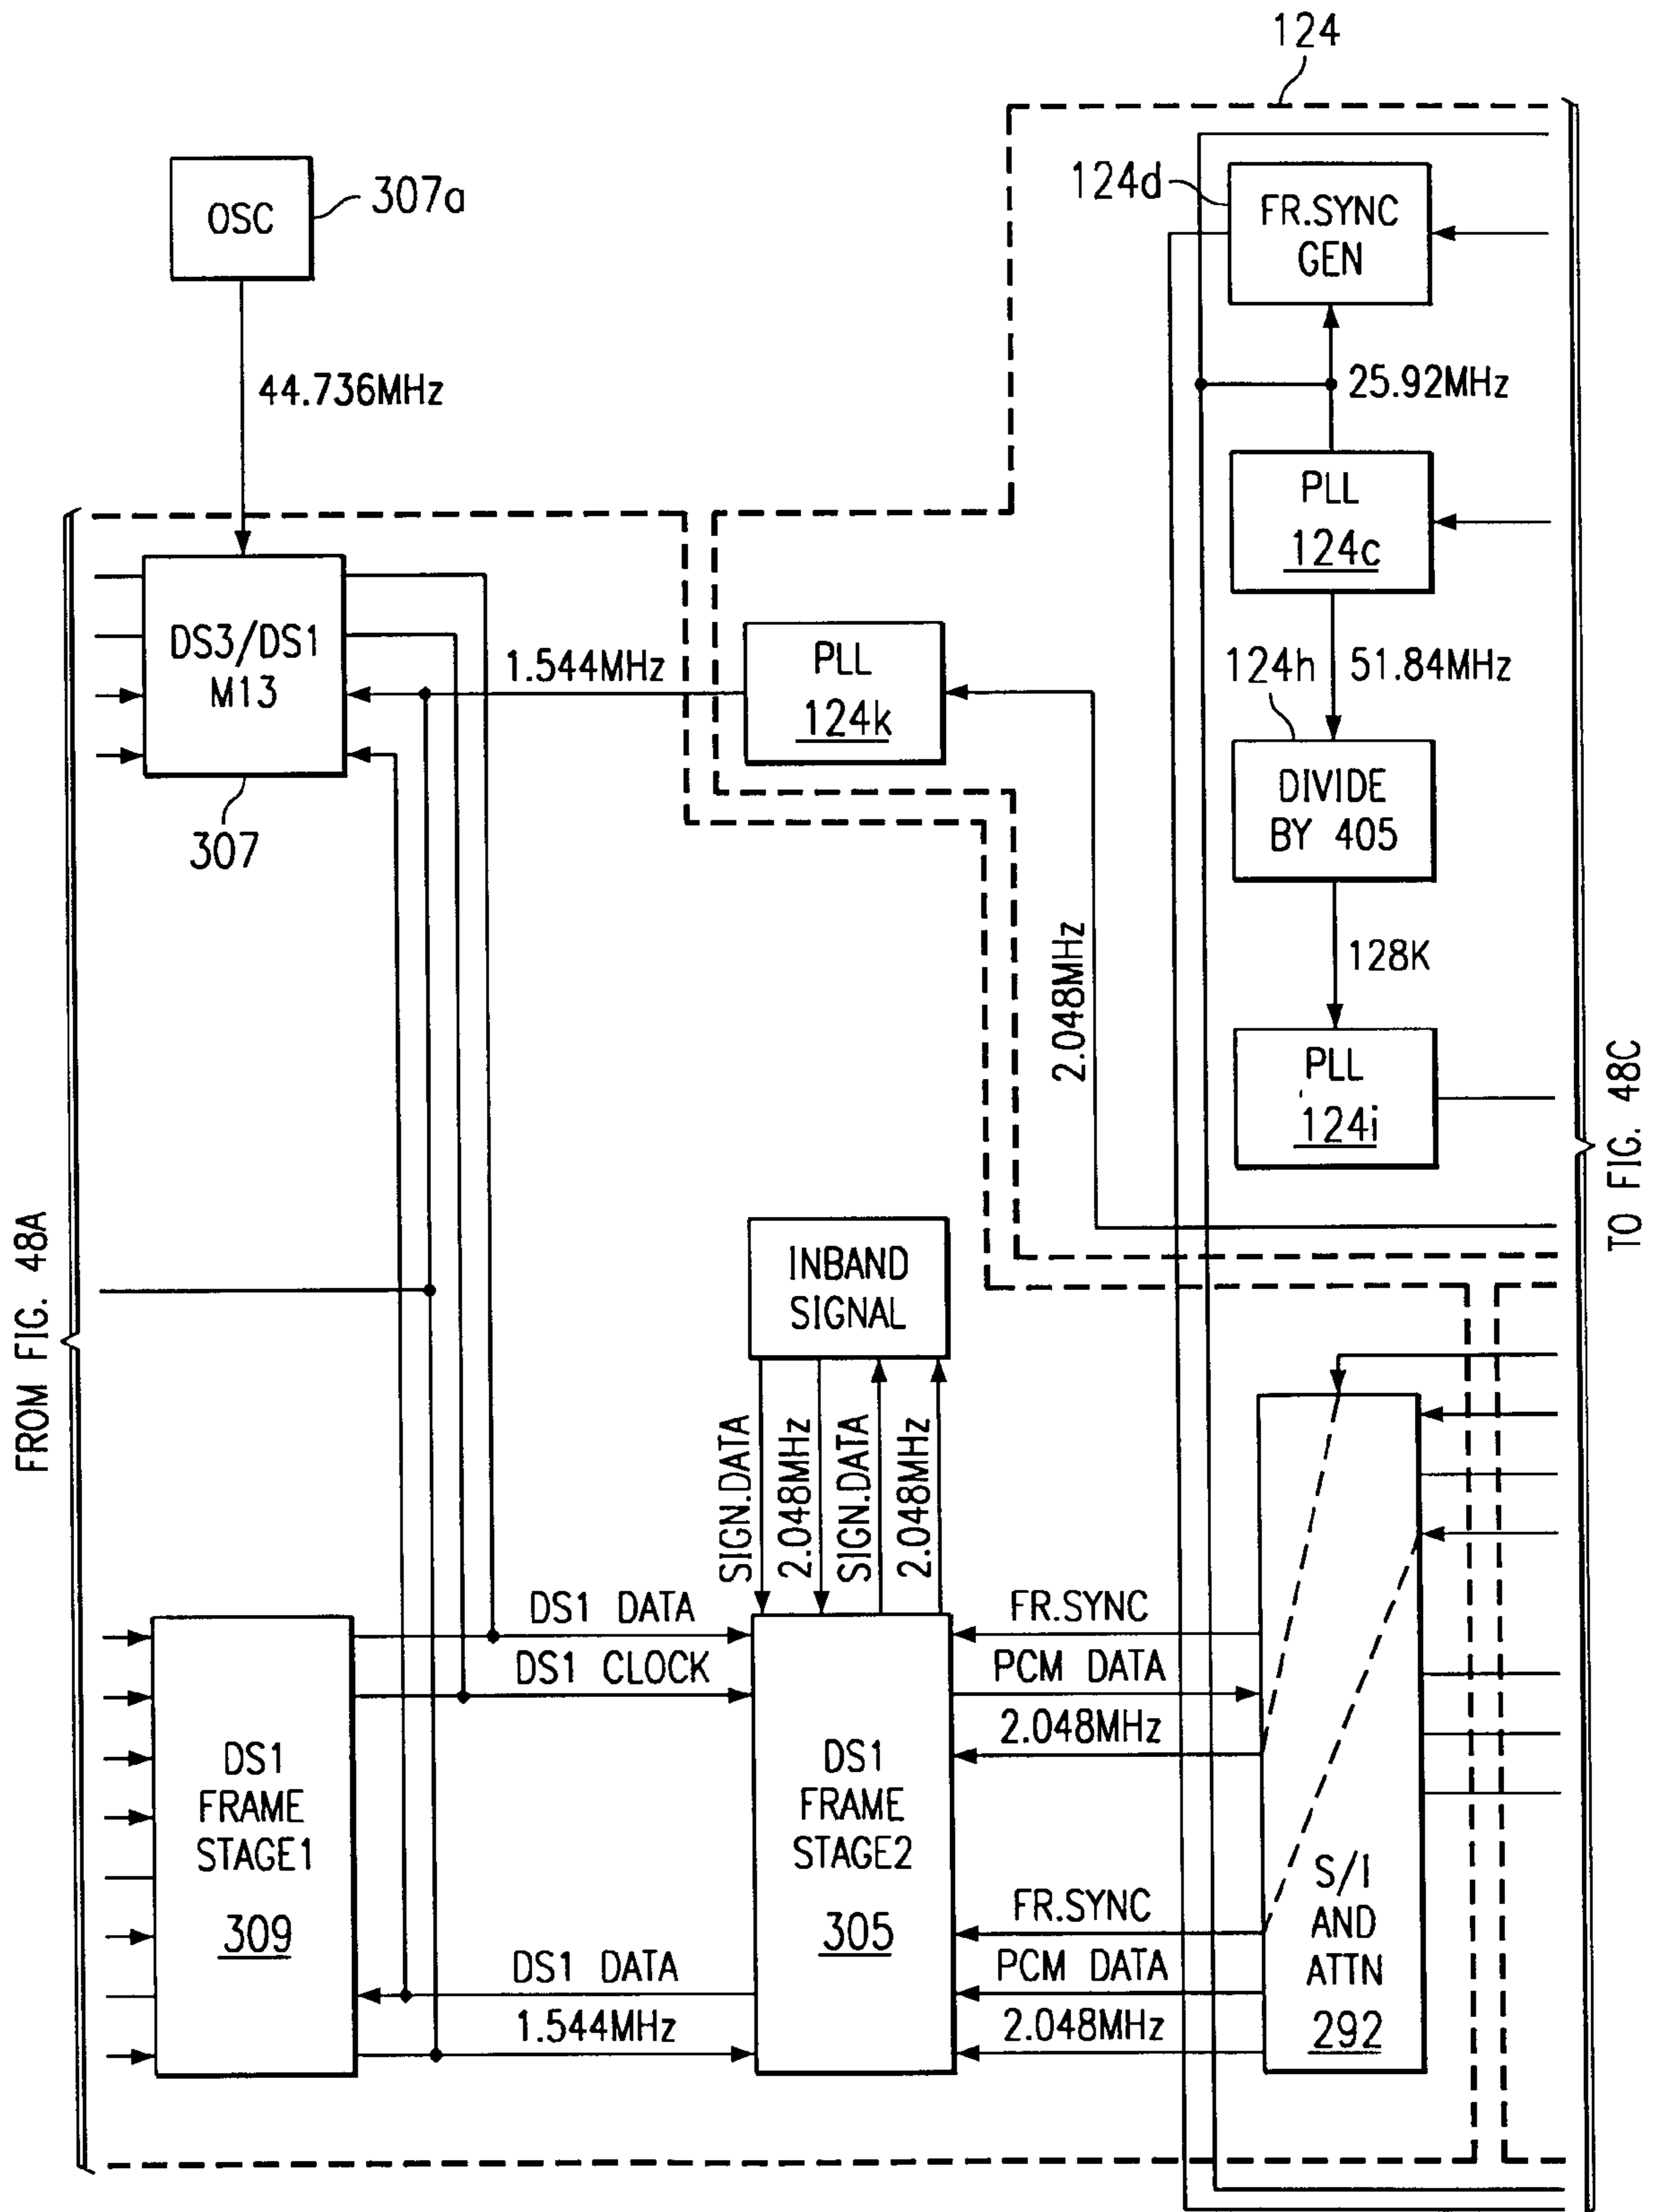 124
OSC
307a
124d
FR.SYNC
GEN
44.736MHz
25.92MHz
PLL
124c
DS3/DS1
M13
307
1.544MHz
PLL
124k
124h
51.84MHz
DIVIDE
BY 405
128K
2.048MHz
PLL
124i
FROM FIG. 48A
TO FIG. 48C
INBAND
SIGNAL
SIGN.DATA
2.048MHz
SIGN.DATA
2.048MHz
DS1 DATA
DS1 CLOCK
FR.SYNC
PCM DATA
2.048MHz
DS1
FRAME
STAGE1
309
DS1
FRAME
STAGE2
305
FR.SYNC
PCM DATA
2.048MHz
DS1 DATA
1.544MHz
S/I
AND
ATTN
292